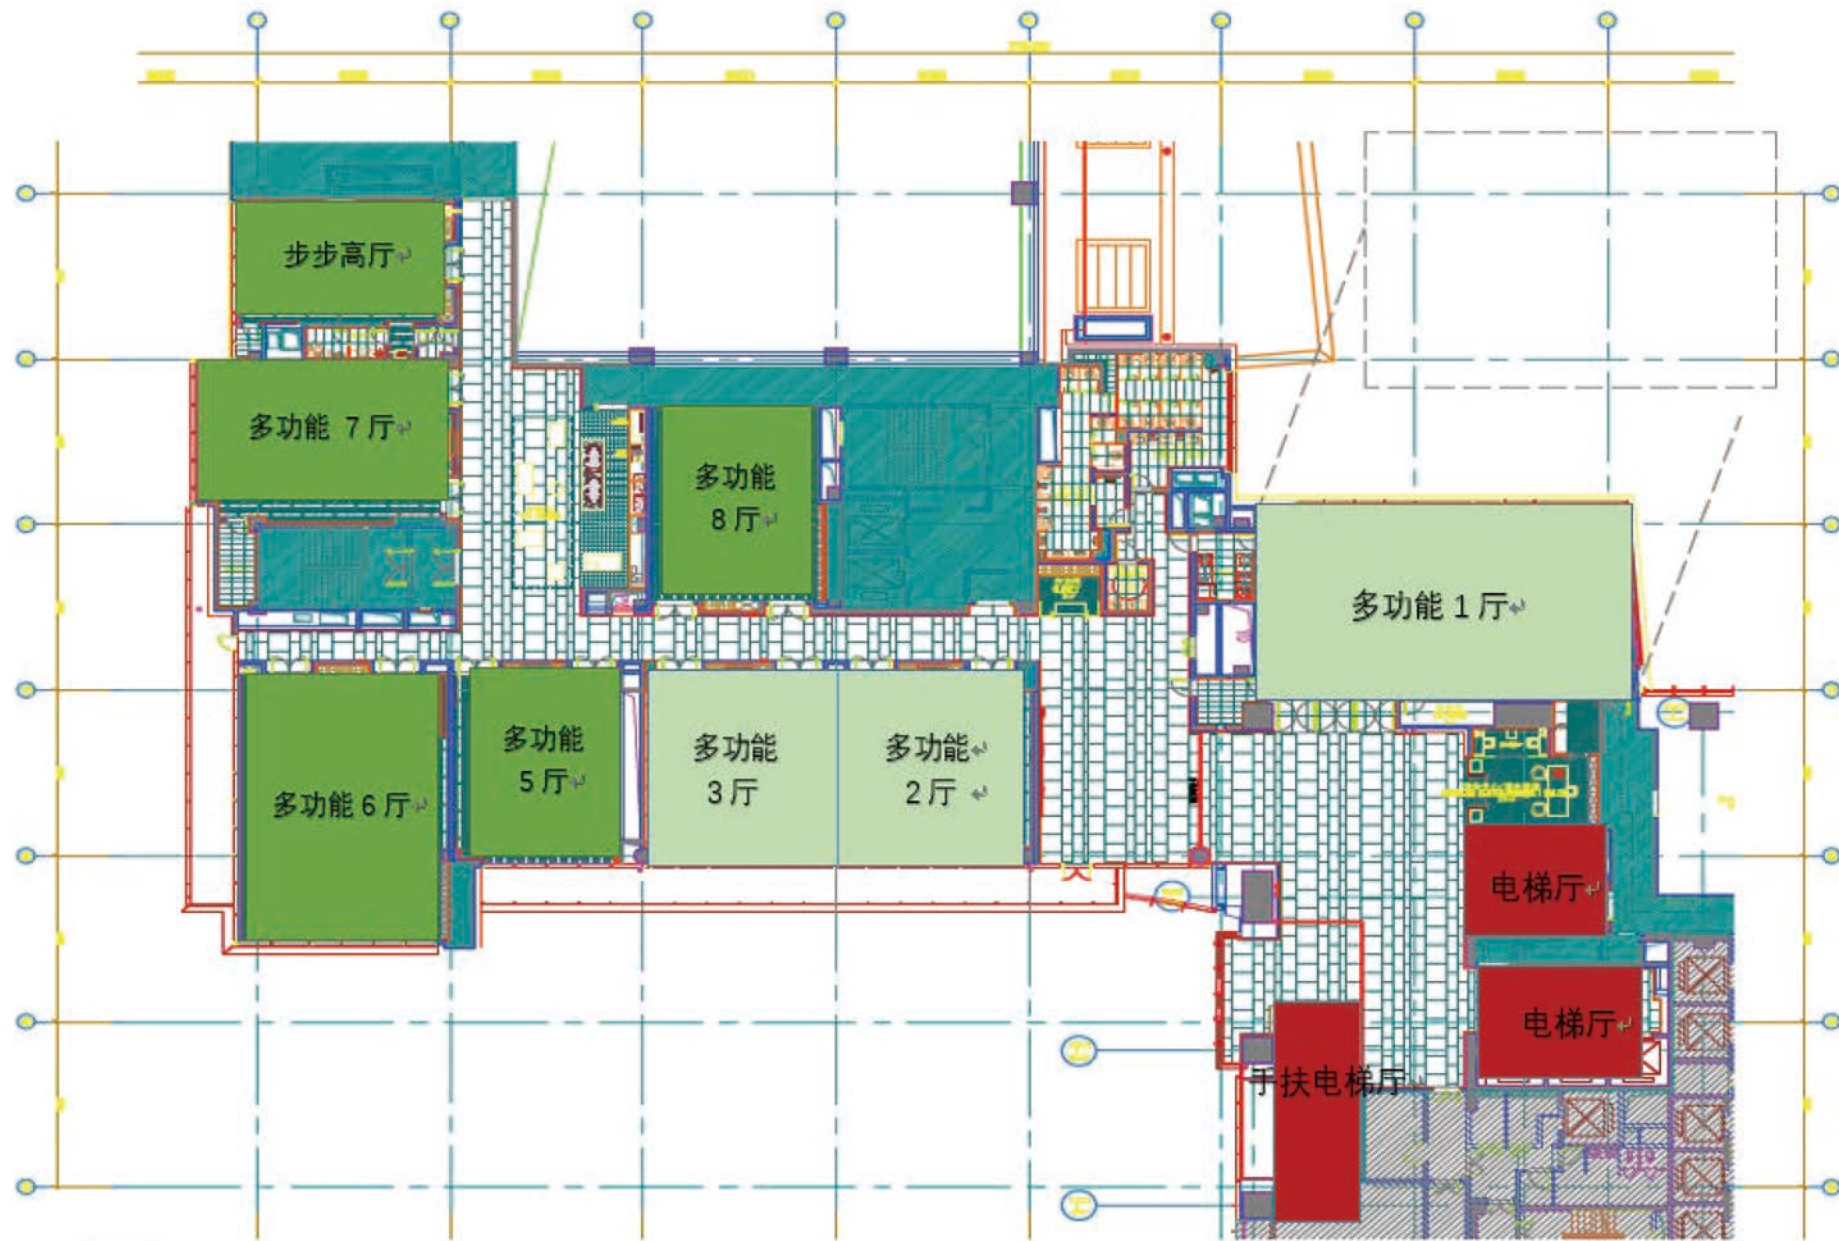 步步高厅
多功能 7 厅
多功能
8 厅
多功能 1 厅
多功能
5 厅
多功能
3 厅
多功能
2 厅
多功能 6 厅
电梯厅
电梯厅
手扶电梯厅